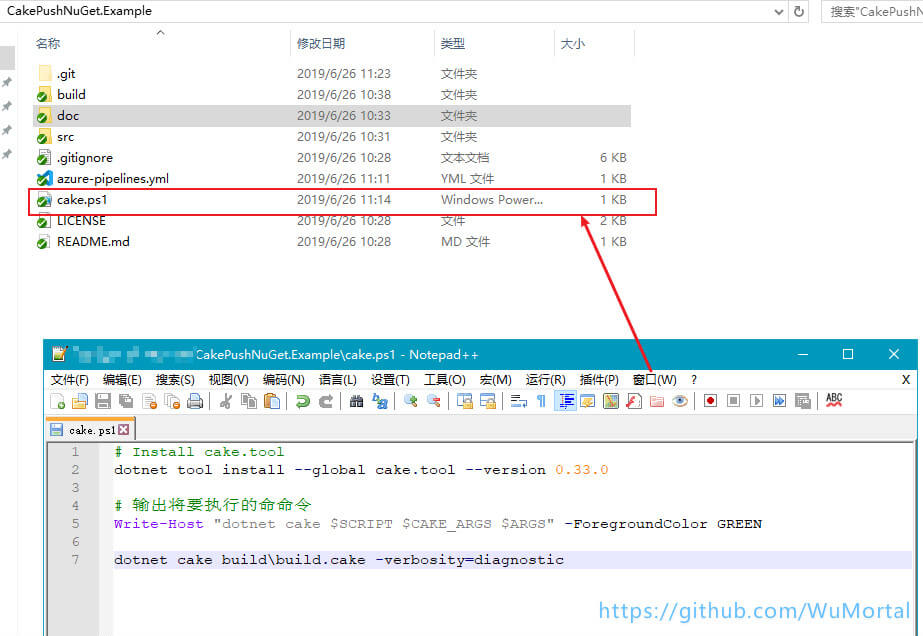 CakePushNuGet.Example
搜索"CakePushN
名称 修改日期 类型 大小
.git 2019/6/26 11:23 文件夹
build 2019/6/26 10:38 文件夹
doc 2019/6/26 10:33 文件夹
src 2019/6/26 10:31 文件夹
.gitignore 2019/6/26 10:28 文本文档 6 KB
azure-pipelines.yml 2019/6/26 11:11 YML 文件 1 KB
cake.ps1 2019/6/26 11:14 Windows Power... 1 KB
LICENSE 2019/6/26 10:28 文件 2 KB
README.md 2019/6/26 10:28 MD 文件 1 KB
CakePushNuGet.Example\cake.ps1 - Notepad++
文件(F) 编辑(E) 搜索(S) 视图(V) 编码(N) 语言(L) 设置(T) 工具(O) 宏(M) 运行(R) 插件(P) 窗口(W) ? X
ABC
cake.ps1
1 # Install cake.tool
2 dotnet tool install --global cake.tool --version 0.33.0
3
4 # 输出将要执行的命命令
5 Write-Host "dotnet cake $SCRIPT $CAKE_ARGS $ARGS" -ForegroundColor GREEN
6
7 dotnet cake build\build.cake -verbosity=diagnostic
https://github.com/WuMortal